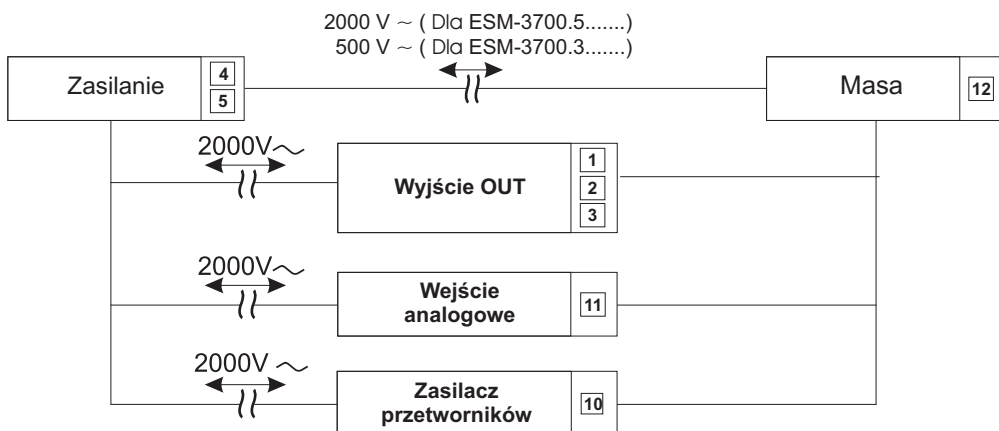 2000 V ~ ( Dla ESM-3700.5.......)
500 V ~ ( Dla ESM-3700.3.......)
Zasilanie
4
5
Masa
12
2000V~
Wyjście OUT
1
2
3
2000V~
Wejście
analogowe
11
2000V ~
Zasilacz
przetworników
10